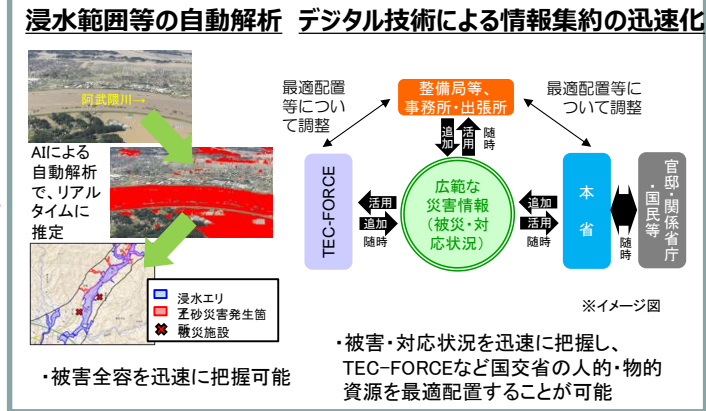 浸水範囲等の自動解析
デジタル技術による情報集約の迅速化
阿武隈川→
AIによる
自動解析
で、リアル
タイムに
推定
浸水エリ
土砂災害発生箇
被災施設
・被害全容を迅速に把握可能
最適配置
等につい
て調整
整備局等、
事務所・出張所
最適配置等に
ついて調整
追加
活用
随時
TEC-FORCE
活用
追加
随時
広範な
災害情報
(被災・対
応状況)
追加
活用
随時
本
省
随時
官邸・関係省庁
・国民等
※イメージ図
・被害・対応状況を迅速に把握し、
TEC-FORCEなど国交省の人的・物的
資源を最適配置することが可能